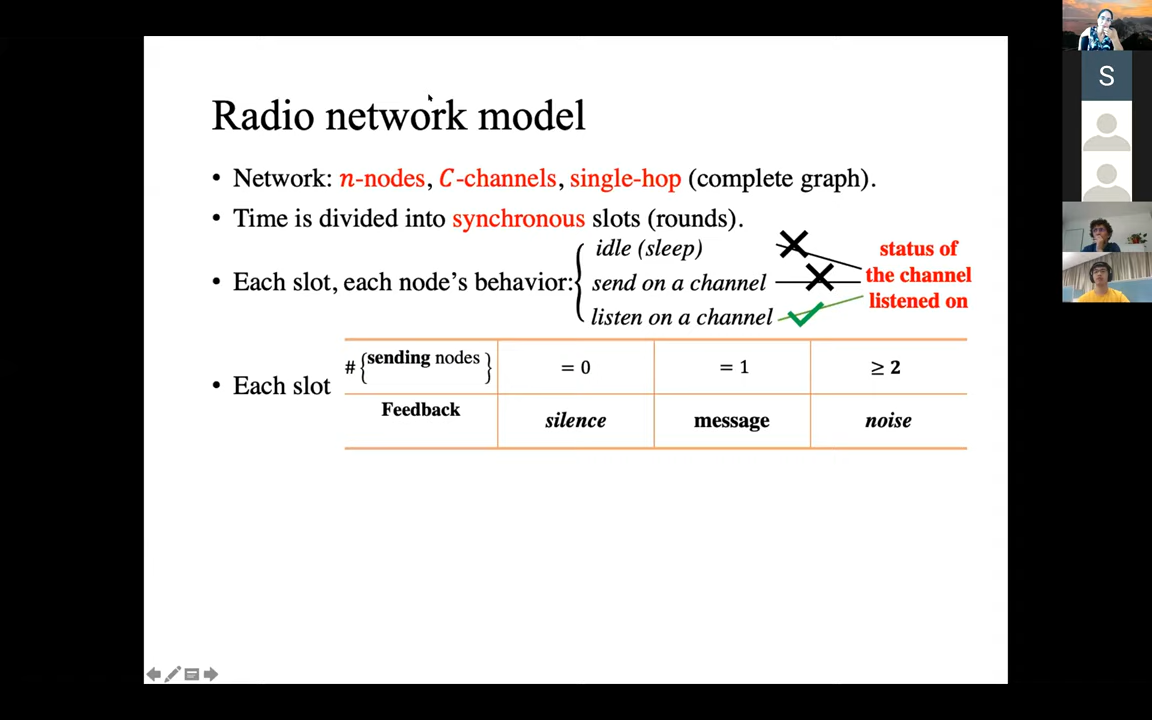 Radio network model
• Network: n-nodes, C-channels, single-hop (complete graph).
• Time is divided into synchronous slots (rounds).
idle (sleep)
• Each slot, each node's behavior:
send on a channel
listen on a channel
status of
the channel
listened on
• Each slot
# {sending nodes}
= 0
= 1
≥ 2
Feedback
silence
message
noise
S